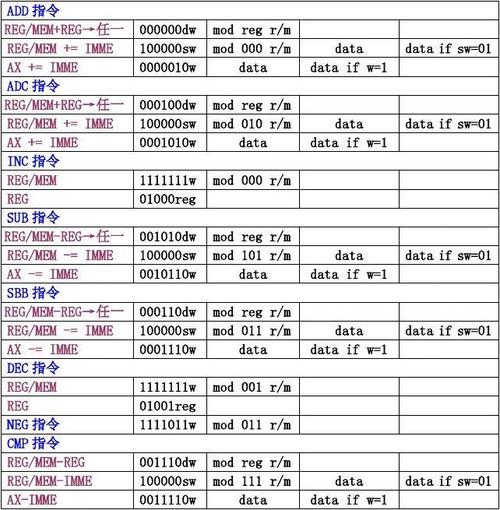 ADD 指令
REG/MEM+REG→任一 000000dw mod reg r/m
REG/MEM += IMME 100000sw mod 000 r/m data data if sw=01
AX += IMME 0000010w data data if w=1
ADC 指令
REG/MEM+REG→任一 000100dw mod reg r/m
REG/MEM += IMME 100000sw mod 010 r/m data data if sw=01
AX += IMME 0001010w data data if w=1
INC 指令
REG/MEM 1111111w mod 000 r/m
REG 01000reg
SUB 指令
REG/MEM-REG→任一 001010dw mod reg r/m
REG/MEM -= IMME 100000sw mod 101 r/m data data if sw=01
AX -= IMME 0010110w data data if w=1
SBB 指令
REG/MEM-REG→任一 000110dw mod reg r/m
REG/MEM -= IMME 100000sw mod 011 r/m data data if sw=01
AX -= IMME 0001110w data data if w=1
DEC 指令
REG/MEM 1111111w mod 001 r/m
REG 01001reg
NEG 指令 1111011w mod 011 r/m
CMP 指令
REG/MEM-REG 001110dw mod reg r/m
REG/MEM-IMME 100000sw mod 111 r/m data data if sw=01
AX-IMME 0011110w data data if w=1